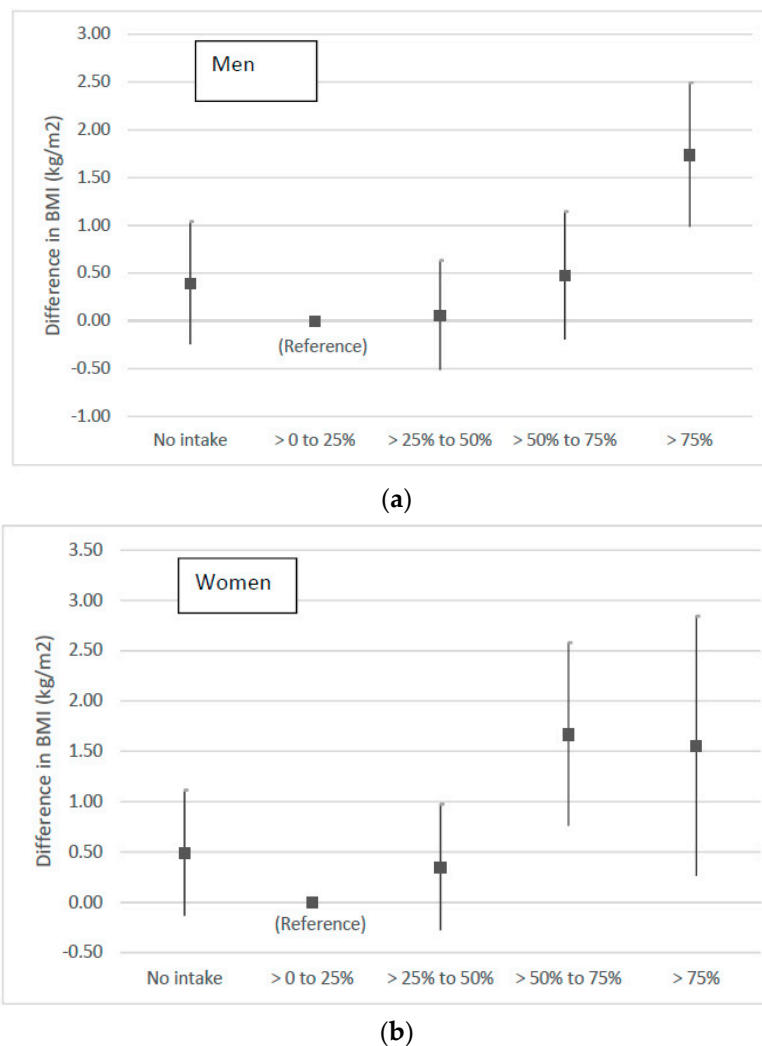 3.00
Men
2.50
2.00
1.50
1.00
0.50
0.00
(Reference)
-0.50
-1.00
Difference in BMI (kg/m2)
No intake > 0 to 25% > 25% to 50% > 50% to 75% > 75%
(a)
3.50
Women
3.00
2.50
2.00
1.50
1.00
0.50
0.00
(Reference)
-0.50
Difference in BMI (kg/m2)
No intake > 0 to 25% > 25% to 50% > 50% to 75% > 75%
(b)